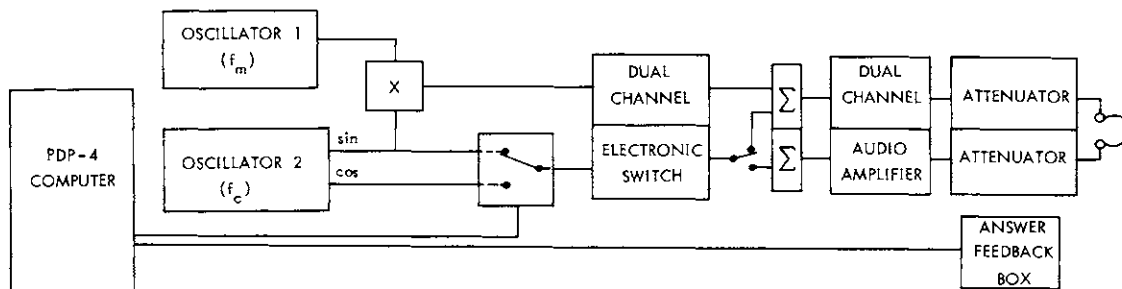 OSCILLATOR 1
(f_m)
X
PDP-4
COMPUTER
OSCILLATOR 2
(f_c)
sin
cos
DUAL
CHANNEL
ELECTRONIC
SWITCH
Σ
Σ
DUAL
CHANNEL
AUDIO
AMPLIFIER
ATTENUATOR
ATTENUATOR
ANSWER
FEEDBACK
BOX